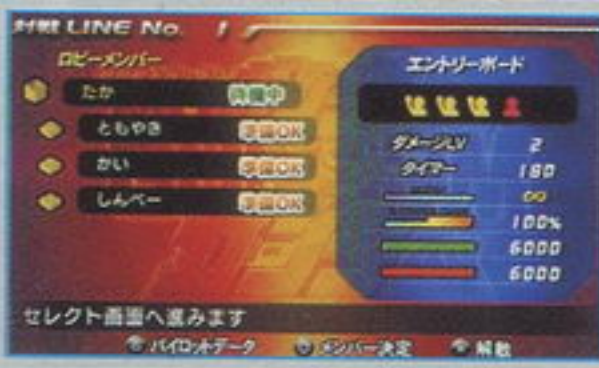 対戦 LINE No. 1
ロビーメンバー
たか 待機中
ともやき 準備OK
かい 準備OK
しんぺー 準備OK
エントリーボード
ダメージLV 2
タイマー 180
∞
100%
6000
6000
セレクト画面へ進みます
パイロットデータ メンバー決定 解散